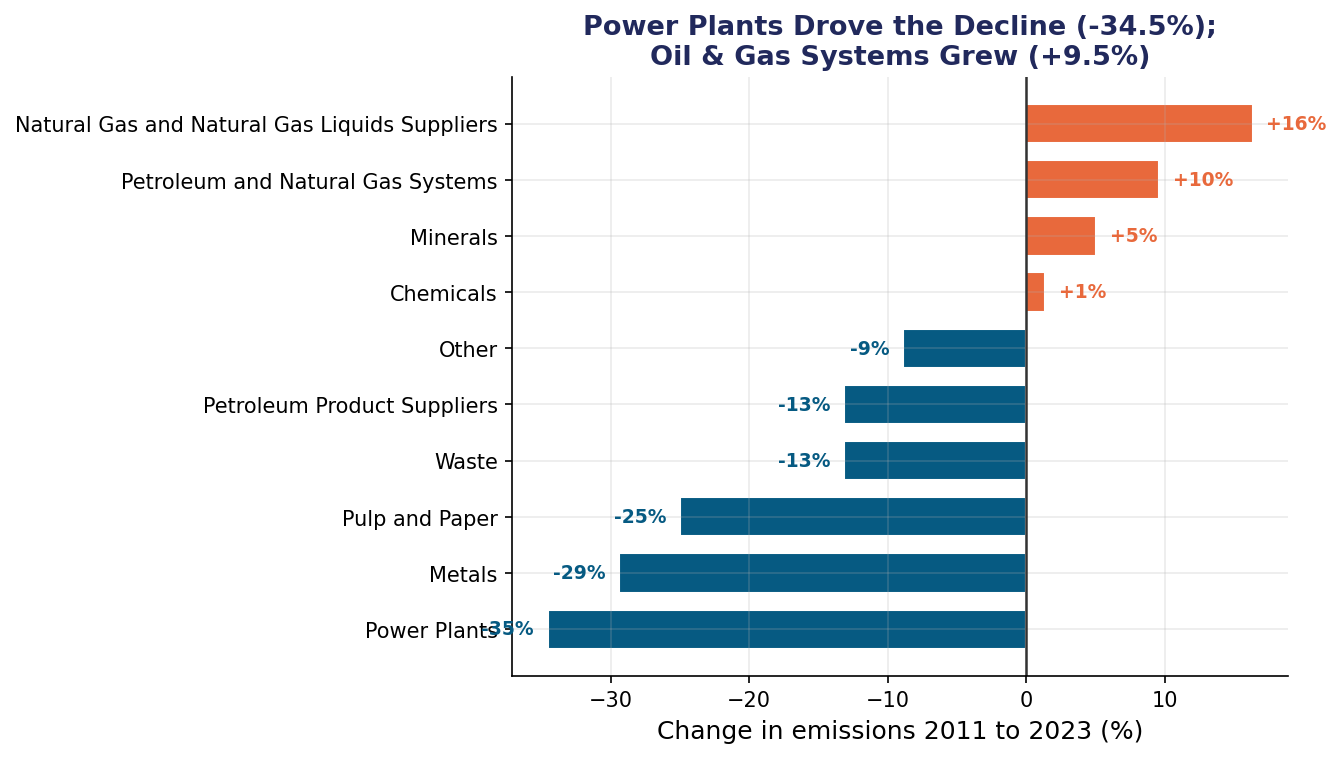 Power Plants Drove the Decline (-34.5%);
Oil & Gas Systems Grew (+9.5%)
Natural Gas and Natural Gas Liquids Suppliers +16%
Petroleum and Natural Gas Systems +10%
Minerals +5%
Chemicals +1%
Other -9%
Petroleum Product Suppliers -13%
Waste -13%
Pulp and Paper -25%
Metals -29%
Power Plants -35%
−30 −20 −10 0 10
Change in emissions 2011 to 2023 (%)